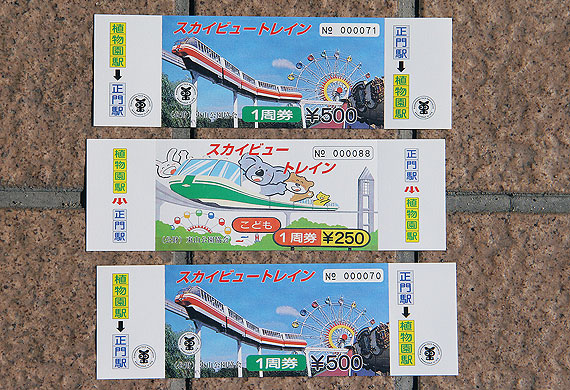 スカイビュートレイン
No 000071
植物園駅
正門駅
正門駅
植物園駅
1周券 ¥500
スカイビュー
トレイン
No 000088
植物園駅
正門駅
正門駅
植物園駅
こども
1周券 ¥250
スカイビュートレイン
No 000070
植物園駅
正門駅
正門駅
植物園駅
1周券 ¥500